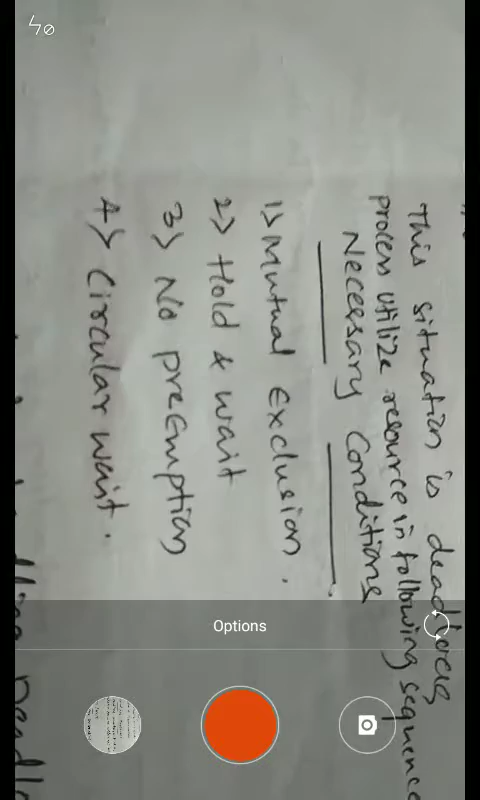 This situation is deadlocks
process utilize resource in following sequence
Necessary Conditions
1) Mutual Exclusion.
2) Hold & wait
3) No preEmption
4) Circular wait.
Options